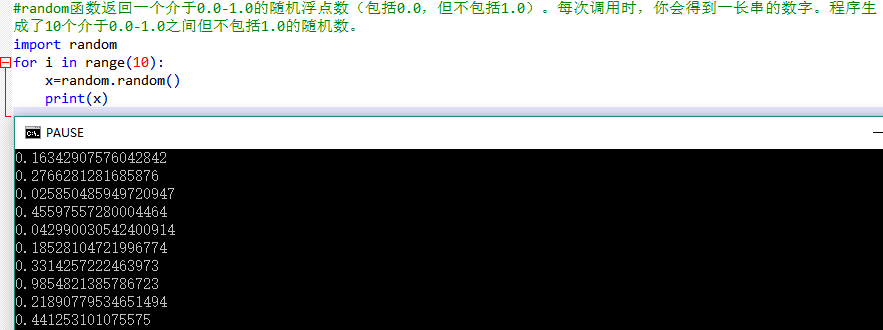 #random函数返回一个介于0.0-1.0的随机浮点数（包括0.0，但不包括1.0）。每次调用时，你会得到一长串的数字。程序生
成了10个介于0.0-1.0之间但不包括1.0的随机数。
import random
for i in range(10):
    x=random.random()
    print(x)
C:\. PAUSE
0.16342907576042842
0.2766281281685876
0.025850485949720947
0.45597557280004464
0.042990030542400914
0.18528104721996774
0.3314257222463973
0.9854821385786723
0.21890779534651494
0.441253101075575